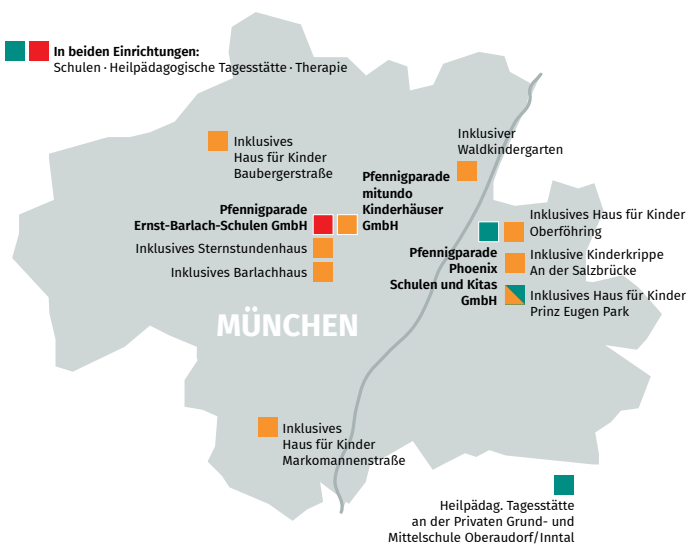 In beiden Einrichtungen:
Schulen · Heilpädagogische Tagesstätte · Therapie
Inklusives
Haus für Kinder
Baubergerstraße
Inklusiver
Waldkindergarten
Pfennigparade
mitundo
Kinderhäuser
GmbH
Pfennigparade
Ernst-Barlach-Schulen GmbH
Inklusives Sternstundenhaus
Inklusives Barlachhaus
Inklusives Haus für Kinder
Oberföhring
Pfennigparade
Phoenix
Schulen und Kitas
GmbH
Inklusive Kinderkrippe
An der Salzbrücke
Inklusives Haus für Kinder
Prinz Eugen Park
MÜNCHEN
Inklusives
Haus für Kinder
Markomannenstraße
Heilpädag. Tagesstätte
an der Privaten Grund- und
Mittelschule Oberaudorf/Inntal